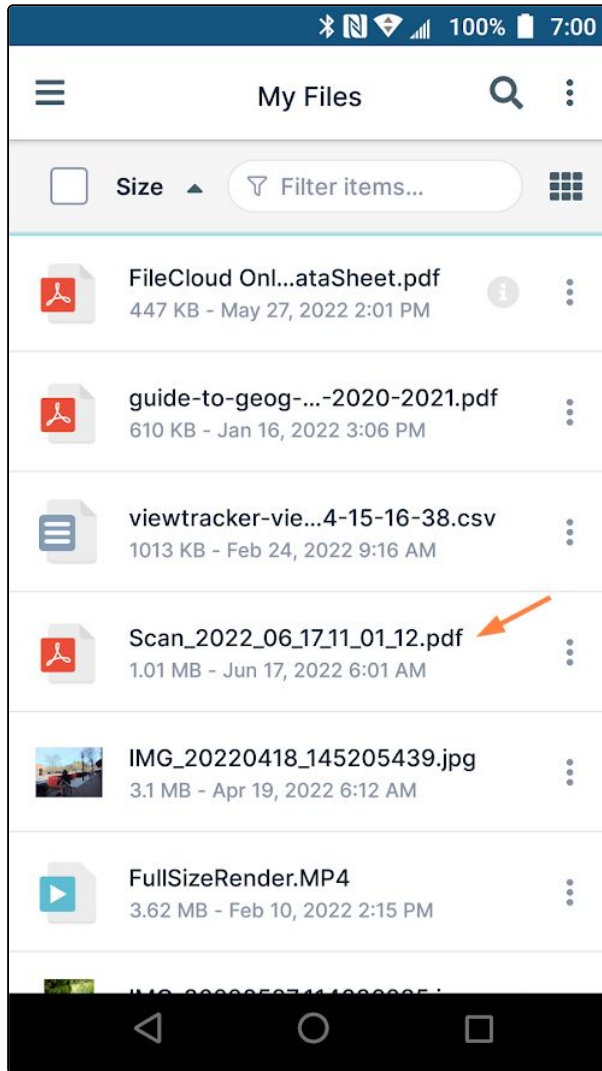 100% 7:00
My Files
Size Filter items...
FileCloud Onl...ataSheet.pdf
447 KB - May 27, 2022 2:01 PM
guide-to-geog-...-2020-2021.pdf
610 KB - Jan 16, 2022 3:06 PM
viewtracker-vie...4-15-16-38.csv
1013 KB - Feb 24, 2022 9:16 AM
Scan_2022_06_17_11_01_12.pdf
1.01 MB - Jun 17, 2022 6:01 AM
IMG_20220418_145205439.jpg
3.1 MB - Apr 19, 2022 6:12 AM
FullSizeRender.MP4
3.62 MB - Feb 10, 2022 2:15 PM